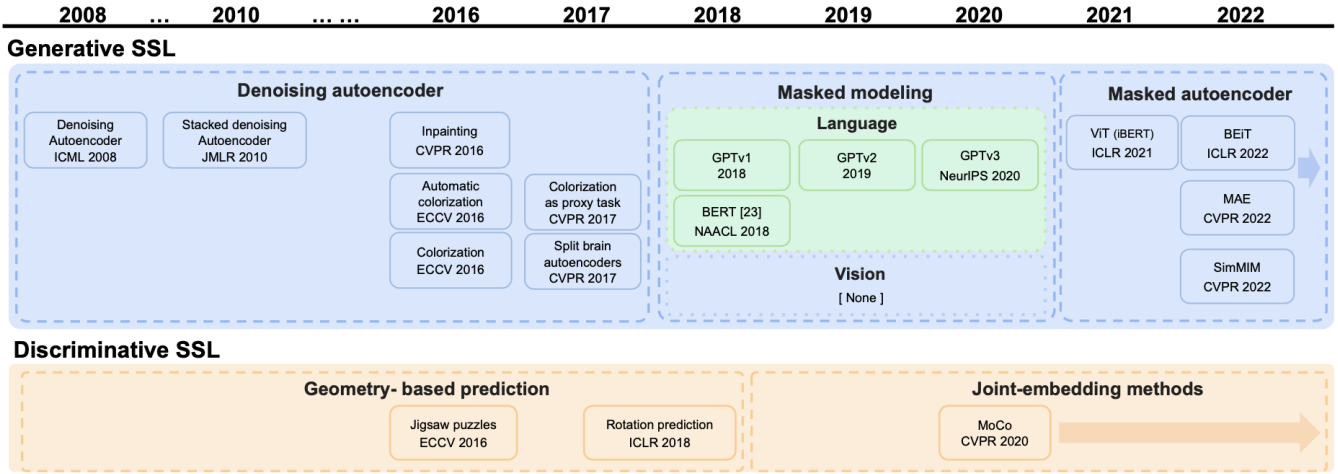 2008 ... 2010 ... ... 2016 2017 2018 2019 2020 2021 2022
Generative SSL
Denoising autoencoder
Denoising
Autoencoder
ICML 2008
Stacked denoising
Autoencoder
JMLR 2010
Inpainting
CVPR 2016
Automatic
colorization
ECCV 2016
Colorization
ECCV 2016
Colorization
as proxy task
CVPR 2017
Split brain
autoencoders
CVPR 2017
Masked modeling
Language
GPTv1
2018
GPTv2
2019
GPTv3
NeurIPS 2020
BERT [23]
NAACL 2018
Vision
[ None ]
Masked autoencoder
ViT (iBERT)
ICLR 2021
BEiT
ICLR 2022
MAE
CVPR 2022
SimMIM
CVPR 2022
Discriminative SSL
Geometry- based prediction
Jigsaw puzzles
ECCV 2016
Rotation prediction
ICLR 2018
Joint-embedding methods
MoCo
CVPR 2020